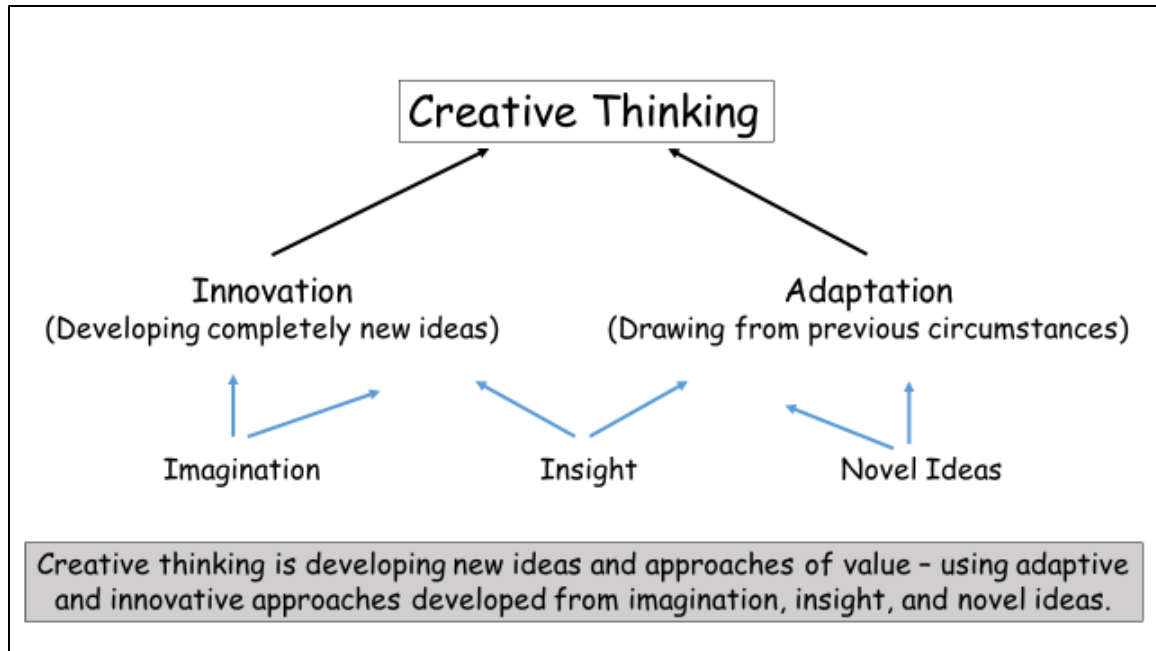 Creative Thinking
Innovation
(Developing completely new ideas)
Adaptation
(Drawing from previous circumstances)
Imagination
Insight
Novel Ideas
Creative thinking is developing new ideas and approaches of value – using adaptive
and innovative approaches developed from imagination, insight, and novel ideas.